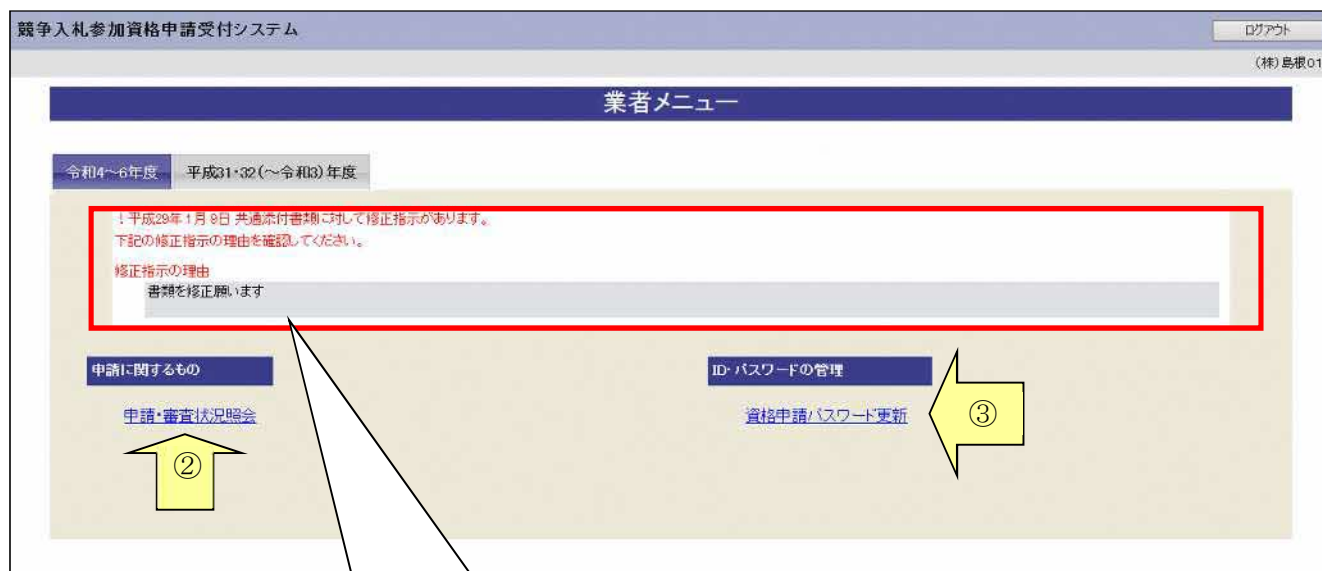 競争入札参加資格申請受付システム
ログアウト
(株)島根01
業者メニュー
令和4～6年度 平成31・32(～令和3)年度
！平成29年1月9日 共通添付書類に対して修正指示があります。
下記の修正指示の理由を確認してください。
修正指示の理由
書類を修正願います
申請に関するもの
ID・パスワードの管理
申請・審査状況照会
資格申請パスワード更新
③
②